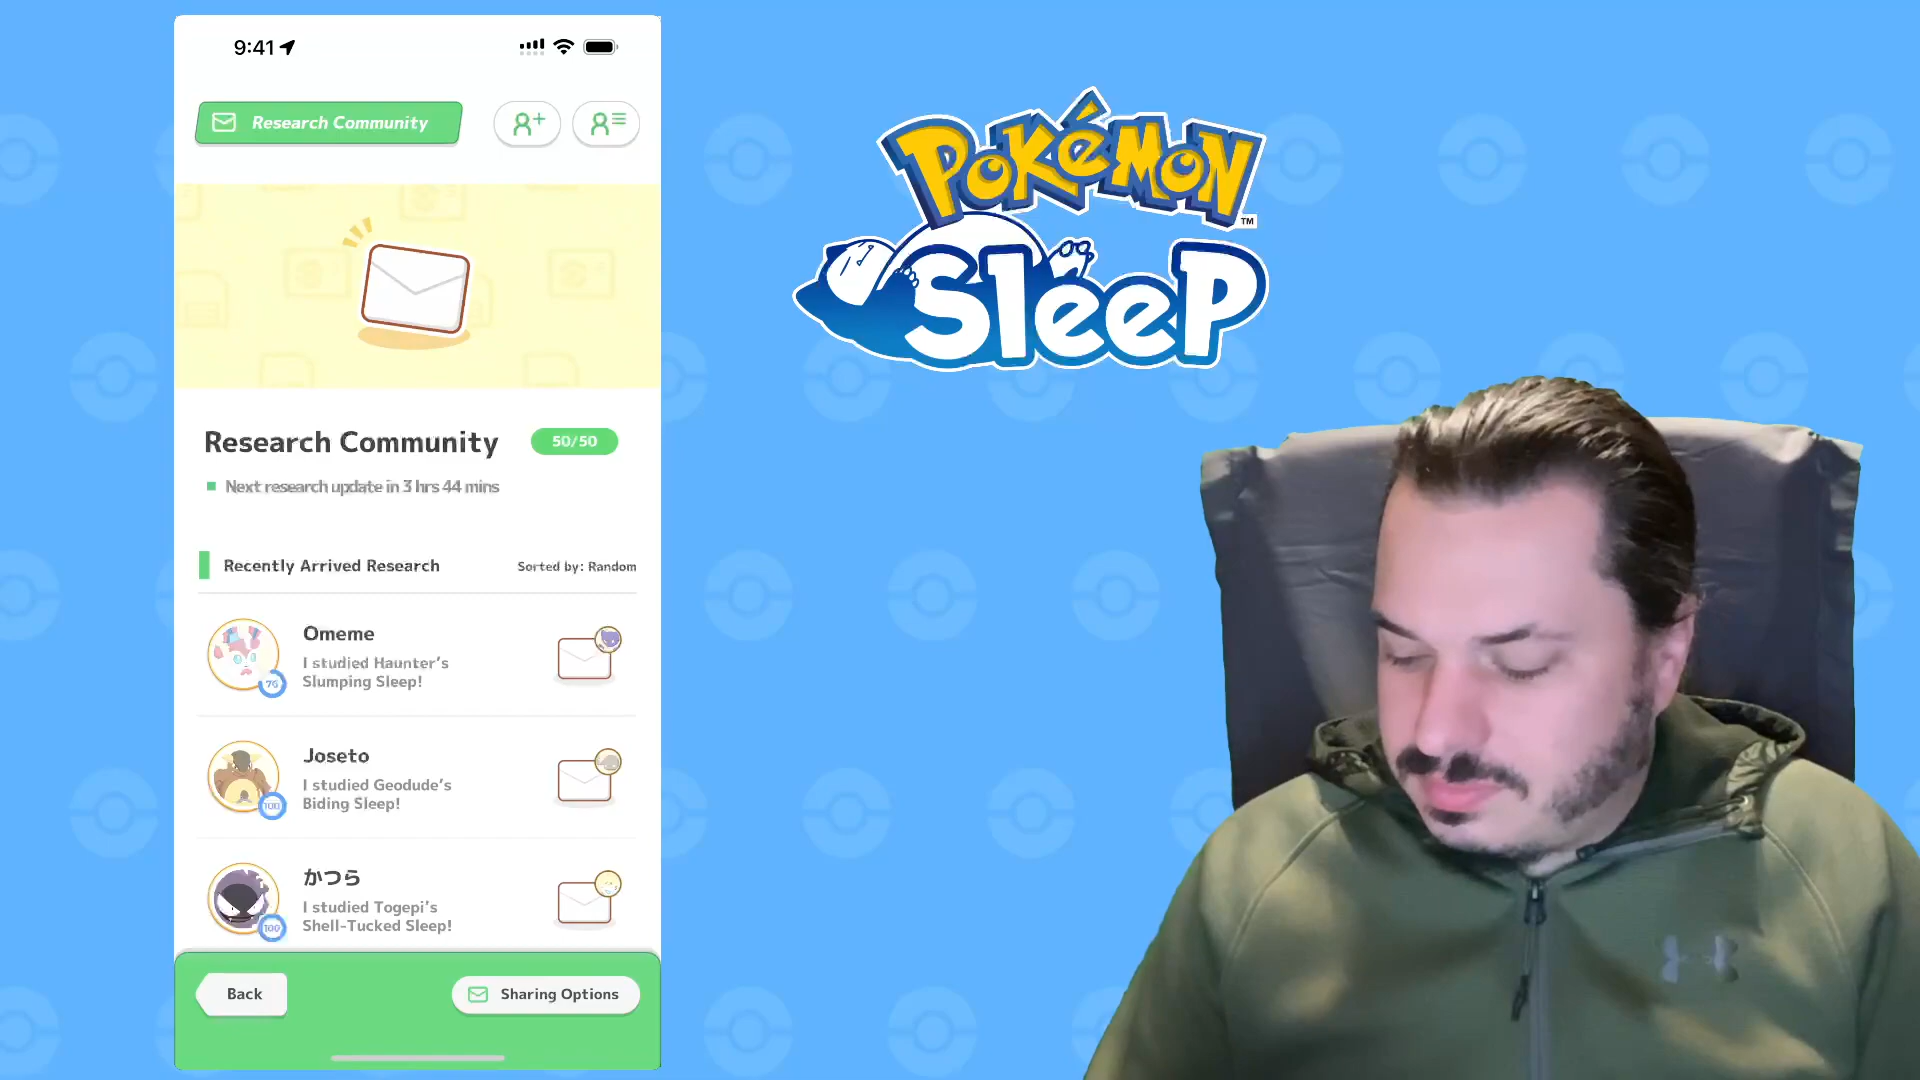 9:41
Research Community
POKéMON
TM
Sleep
Research Community
50/50
Next research update in 3 hrs 44 mins
Recently Arrived Research
Sorted by: Random
Omeme
I studied Haunter's
Slumping Sleep!
76
Joseto
I studied Geodude's
Biding Sleep!
100
かつら
I studied Togepi's
Shell-Tucked Sleep!
100
Back
Sharing Options